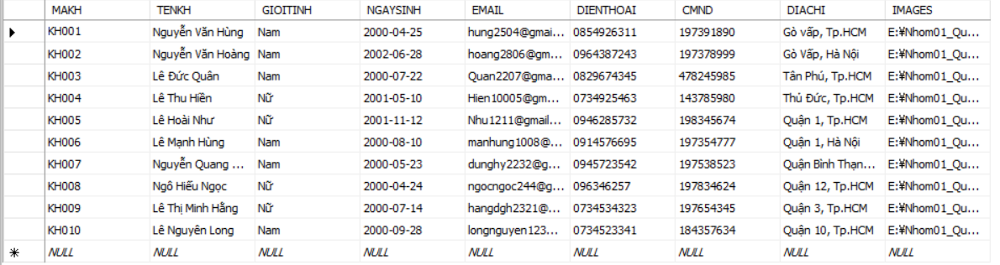 MAKH TENKH GIOITINH NGAYSINH EMAIL DIENTHOAI CMND DIACHI IMAGES
KH001 Nguyễn Văn Hùng Nam 2000-04-25 hung2504@gmai... 0854926311 197391890 Gò vấp, Tp.HCM E:¥Nhom01_Qu...
KH002 Nguyễn Văn Hoàng Nam 2002-06-28 hoang2806@gm... 0964387243 197378999 Gò Vấp, Hà Nội E:¥Nhom01_Qu...
KH003 Lê Đức Quân Nam 2000-07-22 Quan2207@gma... 0829674345 478245985 Tân Phú, Tp.HCM E:¥Nhom01_Qu...
KH004 Lê Thu Hiền Nữ 2001-05-10 Hien10005@gm... 0734925463 143785980 Thủ Đức, Tp.HCM E:¥Nhom01_Qu...
KH005 Lê Hoài Như Nữ 2001-11-12 Nhu1211@gmail... 0946285732 198345674 Quận 1, Tp.HCM E:¥Nhom01_Qu...
KH006 Lê Mạnh Hùng Nam 2000-08-10 manhung1008@... 0914576695 197354777 Quận 1, Hà Nội E:¥Nhom01_Qu...
KH007 Nguyễn Quang ... Nam 2000-05-23 dunghy2232@g... 0945723542 197538523 Quận Bình Thạn... E:¥Nhom01_Qu...
KH008 Ngô Hiếu Ngọc Nữ 2000-04-24 ngocngoc244@g... 096346257 197834624 Quận 12, Tp.HCM E:¥Nhom01_Qu...
KH009 Lê Thị Minh Hằng Nữ 2000-07-14 hangdgh2321@... 0734534323 197654345 Quận 3, Tp.HCM E:¥Nhom01_Qu...
KH010 Lê Nguyên Long Nam 2000-09-28 longnguyen123... 0734523341 184357634 Quận 10, Tp.HCM E:¥Nhom01_Qu...
NULL NULL NULL NULL NULL NULL NULL NULL NULL